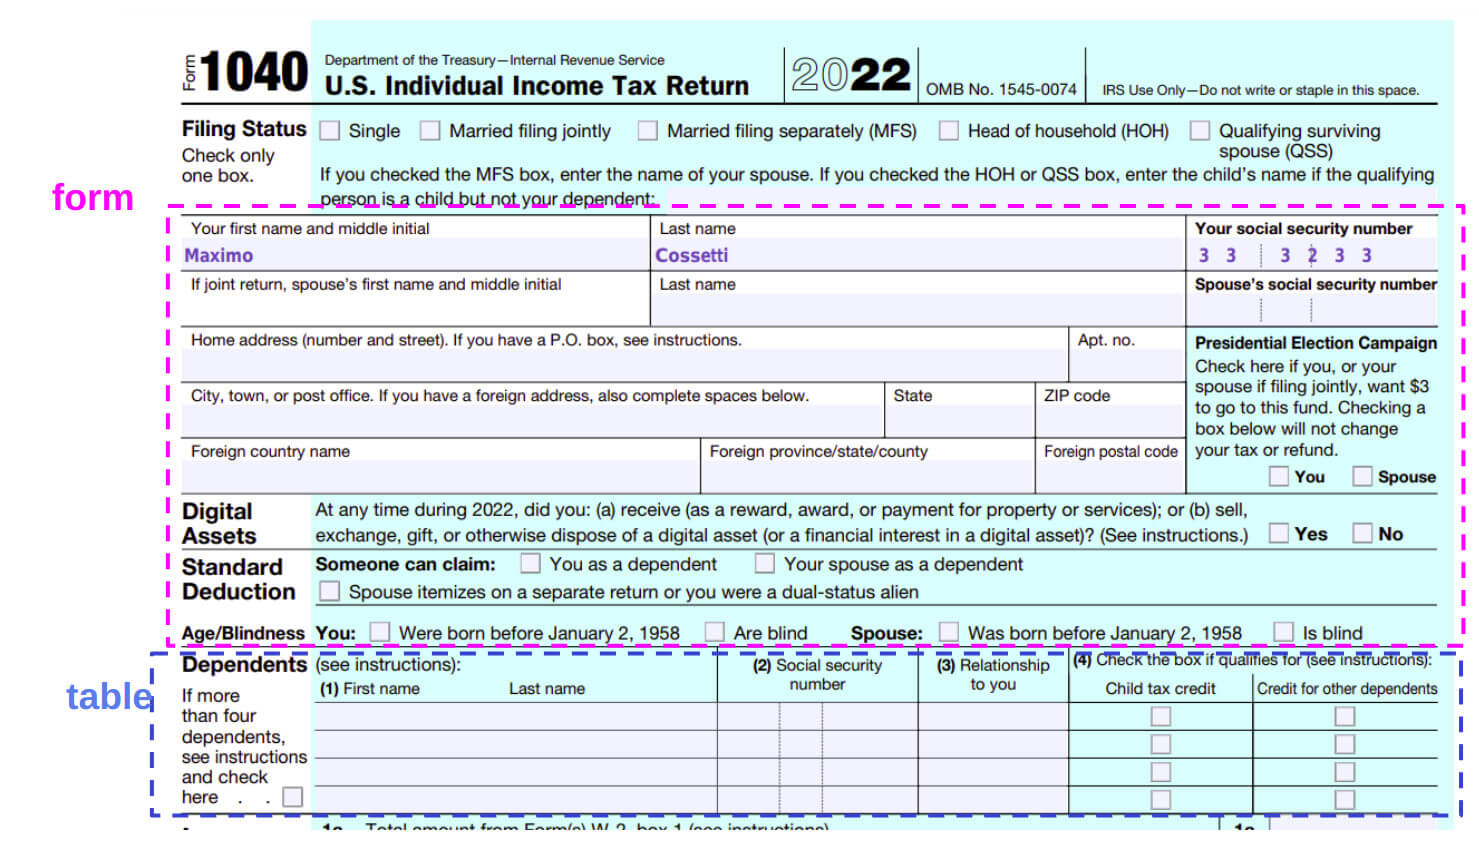 Form 1040 Department of the Treasury—Internal Revenue Service
U.S. Individual Income Tax Return 2022 OMB No. 1545-0074 IRS Use Only—Do not write or staple in this space.
Filing Status Single Married filing jointly Married filing separately (MFS) Head of household (HOH) Qualifying surviving spouse (QSS)
Check only
one box.
If you checked the MFS box, enter the name of your spouse. If you checked the HOH or QSS box, enter the child's name if the qualifying
person is a child but not your dependent:
form
Your first name and middle initial Last name Your social security number
Maximo Cossetti 3 3 3 2 3 3
If joint return, spouse's first name and middle initial Last name Spouse's social security number
Home address (number and street). If you have a P.O. box, see instructions. Apt. no.
City, town, or post office. If you have a foreign address, also complete spaces below. State ZIP code
Foreign country name Foreign province/state/county Foreign postal code
Presidential Election Campaign
Check here if you, or your
spouse if filing jointly, want $3
to go to this fund. Checking a
box below will not change
your tax or refund.
You Spouse
Digital
Assets
At any time during 2022, did you: (a) receive (as a reward, award, or payment for property or services); or (b) sell,
exchange, gift, or otherwise dispose of a digital asset (or a financial interest in a digital asset)? (See instructions.) Yes No
Standard
Deduction
Someone can claim: You as a dependent Your spouse as a dependent
Spouse itemizes on a separate return or you were a dual-status alien
Age/Blindness You: Were born before January 2, 1958 Are blind Spouse: Was born before January 2, 1958 Is blind
table
Dependents (see instructions):
(1) First name Last name
(2) Social security
number
(3) Relationship
to you
(4) Check the box if qualifies for (see instructions):
Child tax credit Credit for other dependents
If more
than four
dependents,
see instructions
and check
here . .
1a Total amount from Form(s) W-2, box 1 (see instructions) 1a